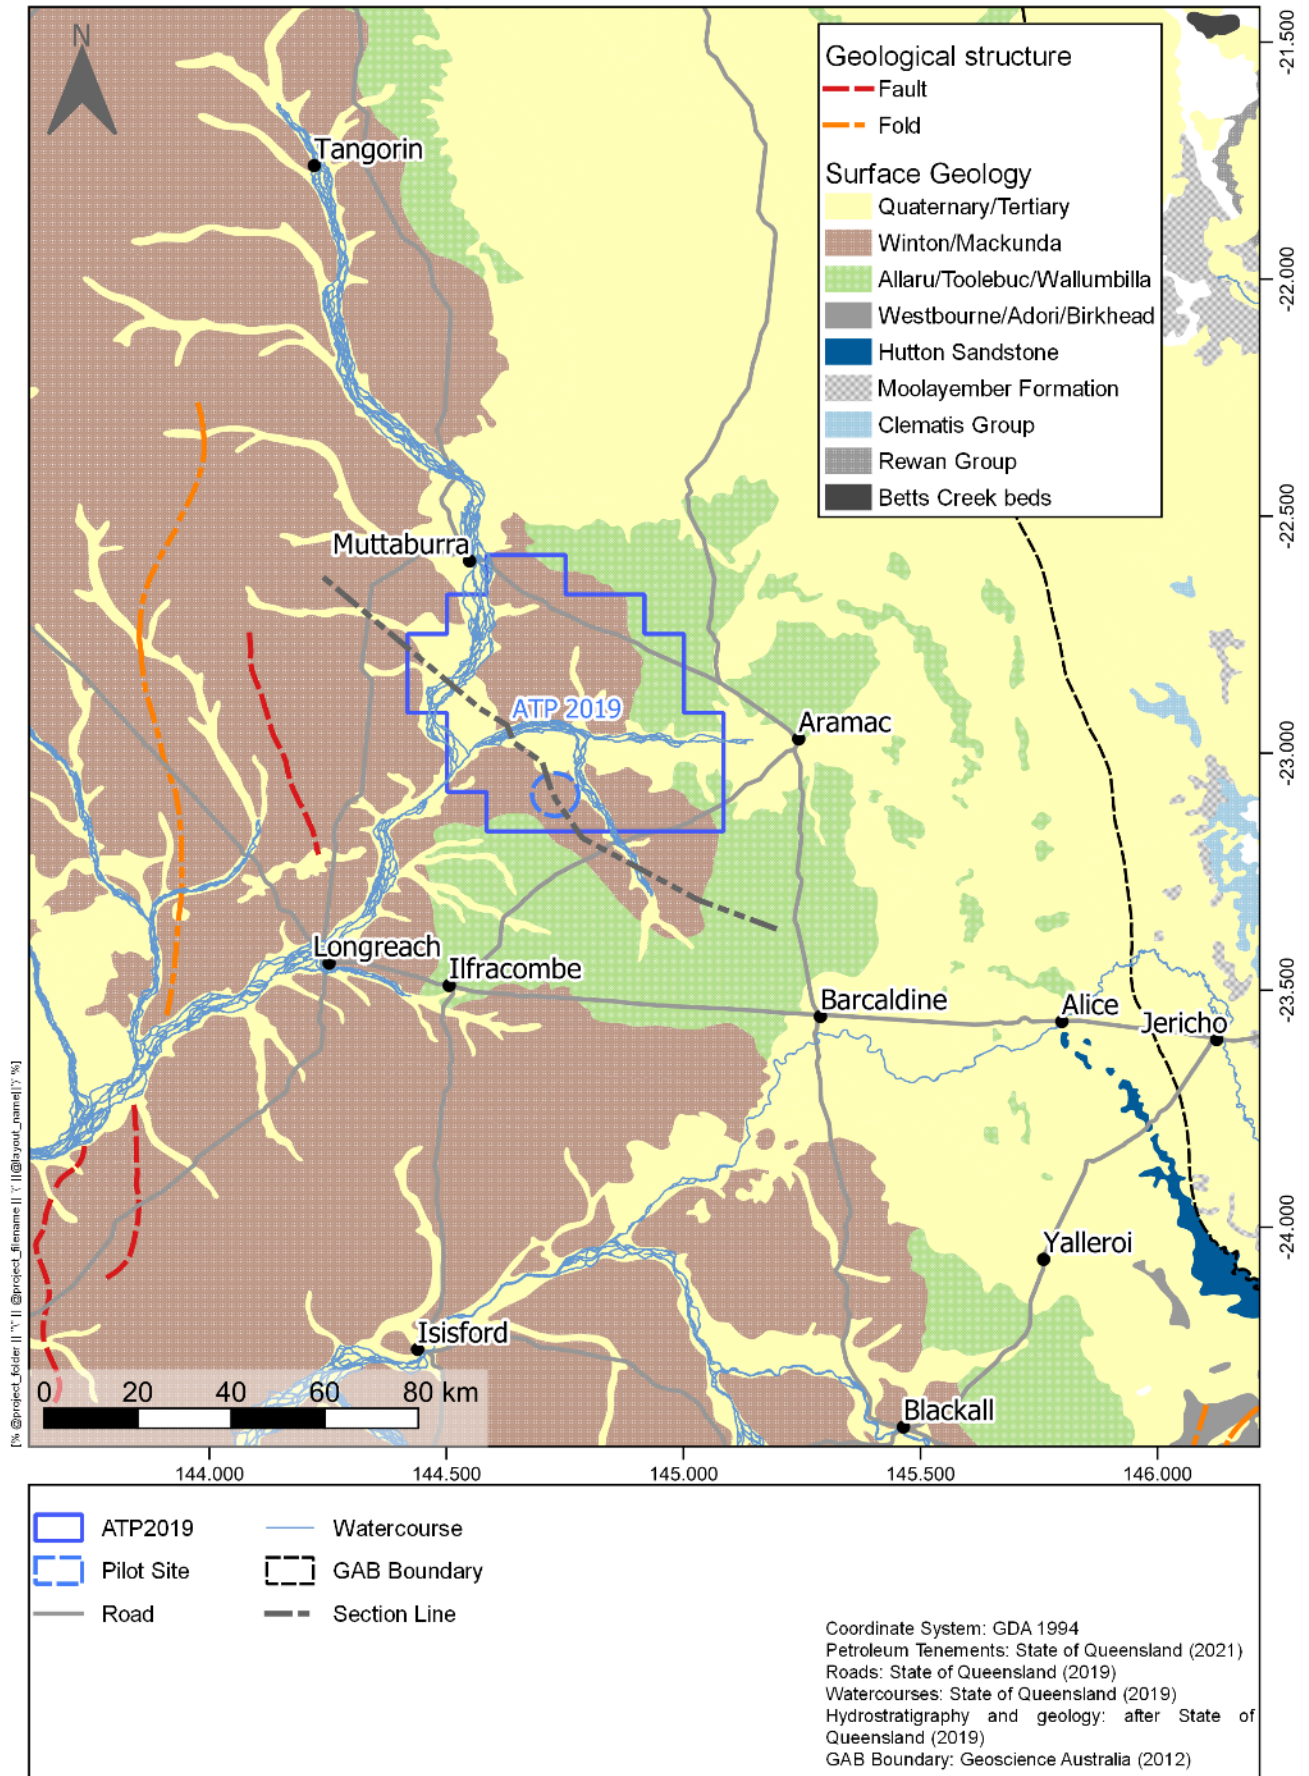 N
Geological structure
Fault
Fold
Surface Geology
Quaternary/Tertiary
Winton/Mackunda
Allaru/Toolebuc/Wallumbilla
Westbourne/Adori/Birkhead
Hutton Sandstone
Moolayember Formation
Clematis Group
Rewan Group
Betts Creek beds
Tangorin
Muttaburra
ATP 2019
Aramac
Longreach
Ilfracombe
Barcaldine
Alice
Jericho
Yalleroi
Isisford
Blackall
0 20 40 60 80 km
-21.500
-22.000
-22.500
-23.000
-23.500
-24.000
144.000 144.500 145.000 145.500 146.000
ATP2019
Watercourse
Pilot Site
GAB Boundary
Road
Section Line
Coordinate System: GDA 1994
Petroleum Tenements: State of Queensland (2021)
Roads: State of Queensland (2019)
Watercourses: State of Queensland (2019)
Hydrostratigraphy and geology: after State of
Queensland (2019)
GAB Boundary: Geoscience Australia (2012)